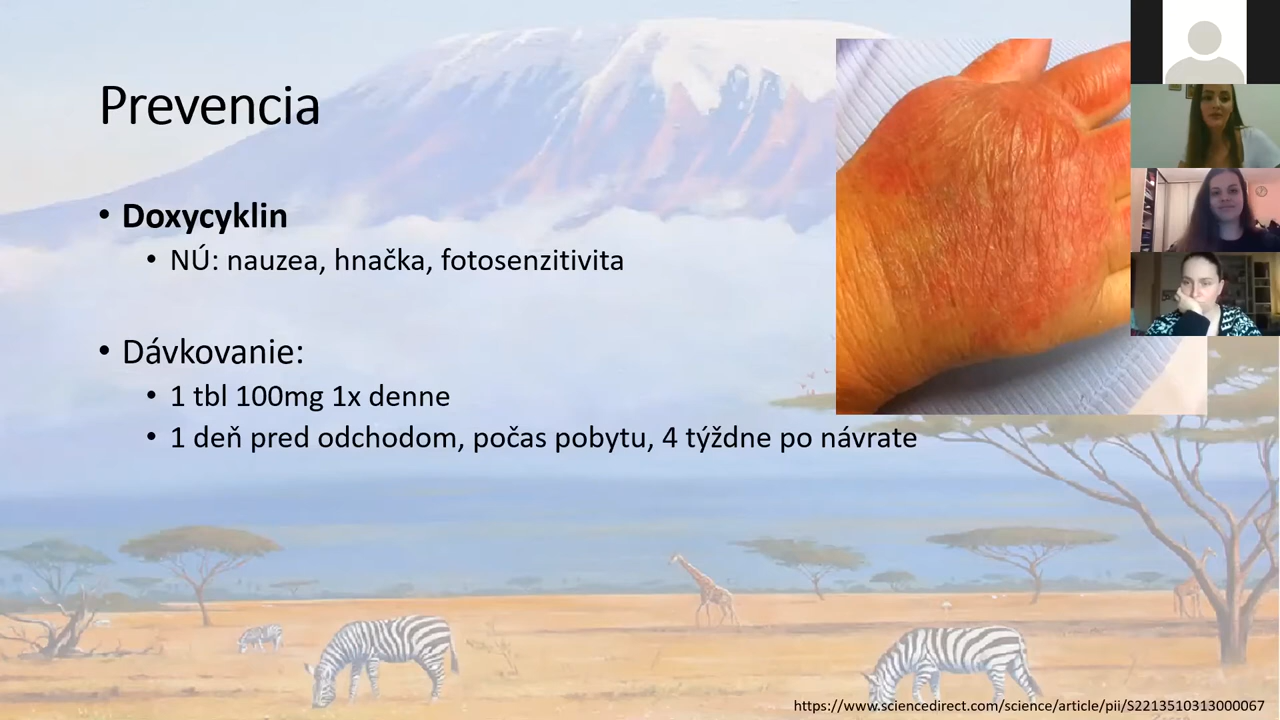 Prevencia
• Doxycyklin
• NÚ: nauzea, hnačka, fotosenzitivita
• Dávkovanie:
• 1 tbl 100mg 1x denne
• 1 deň pred odchodom, počas pobytu, 4 týždne po návrate
https://www.sciencedirect.com/science/article/pii/S2213510313000067